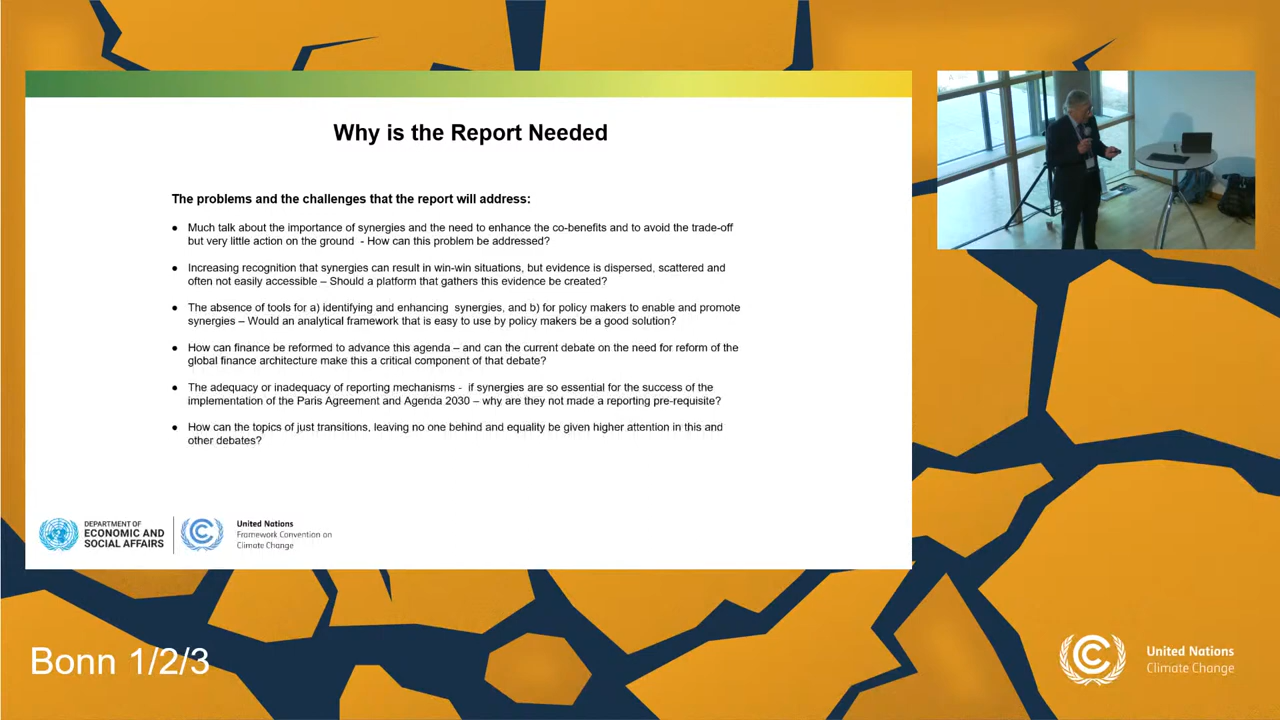 Why is the Report Needed
The problems and the challenges that the report will address:
● Much talk about the importance of synergies and the need to enhance the co-benefits and to avoid the trade-off
but very little action on the ground  - How can this problem be addressed?
● Increasing recognition that synergies can result in win-win situations, but evidence is dispersed, scattered and
often not easily accessible – Should a platform that gathers this evidence be created?
● The absence of tools for a) identifying and enhancing  synergies, and b) for policy makers to enable and promote
synergies – Would an analytical framework that is easy to use by policy makers be a good solution?
● How can finance be reformed to advance this agenda – and can the current debate on the need for reform of the
global finance architecture make this a critical component of that debate?
● The adequacy or inadequacy of reporting mechanisms -  if synergies are so essential for the success of the
implementation of the Paris Agreement and Agenda 2030 – why are they not made a reporting pre-requisite?
● How can the topics of just transitions, leaving no one behind and equality be given higher attention in this and
other debates?
DEPARTMENT OF
ECONOMIC AND
SOCIAL AFFAIRS
United Nations
Framework Convention on
Climate Change
Bonn 1/2/3
United Nations
Climate Change